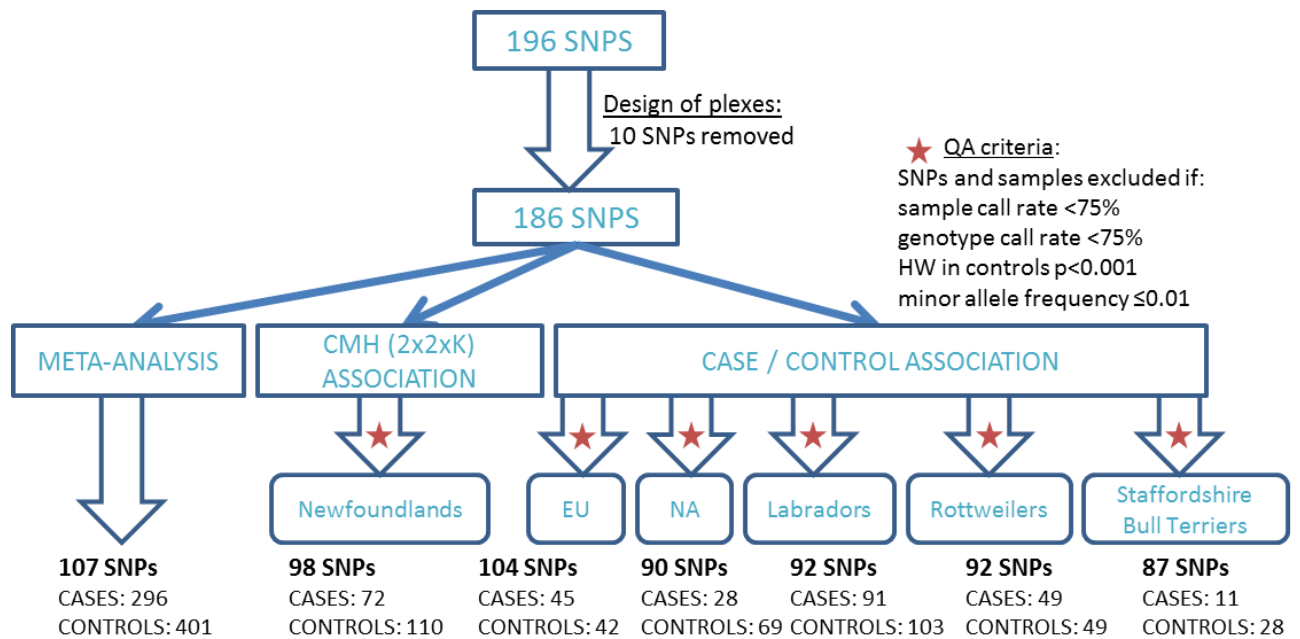 196 SNPS
Design of plexes:
10 SNPs removed
QA criteria:
SNPs and samples excluded if:
sample call rate <75%
genotype call rate <75%
HW in controls p<0.001
minor allele frequency ≤0.01
186 SNPS
META-ANALYSIS
CMH (2x2xK)
ASSOCIATION
CASE / CONTROL ASSOCIATION
Newfoundlands
EU
NA
Labradors
Rottweilers
Staffordshire
Bull Terriers
107 SNPs
CASES: 296
CONTROLS: 401
98 SNPs
CASES: 72
CONTROLS: 110
104 SNPs
CASES: 45
CONTROLS: 42
90 SNPs
CASES: 28
CONTROLS: 69
92 SNPs
CASES: 91
CONTROLS: 103
92 SNPs
CASES: 49
CONTROLS: 49
87 SNPs
CASES: 11
CONTROLS: 28